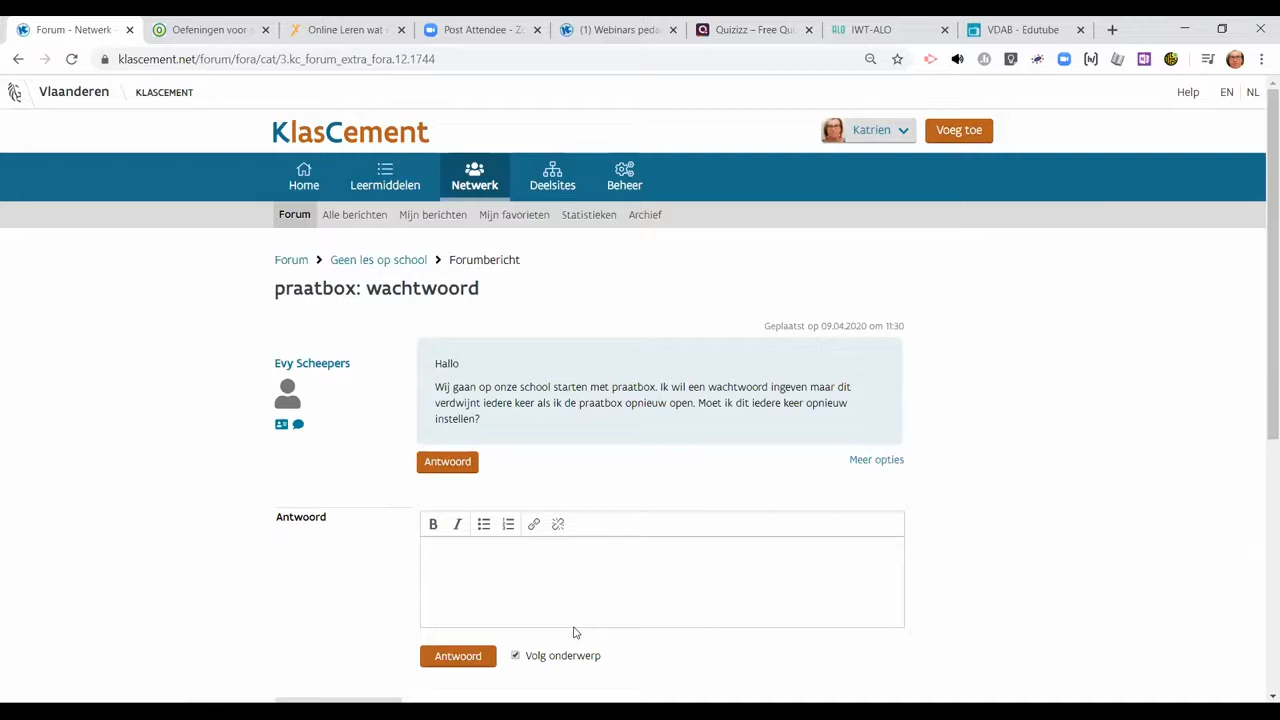 Forum - Netwerk -
Oefeningen voor s
Online Leren wat
Post Attendee - Zo
(1) Webinars peda
Quizizz – Free Qui
IWT-ALO
VDAB - Edutube
klascement.net/forum/fora/cat/3.kc_forum_extra_fora.12.1744
Vlaanderen
KLASCEMENT
Help
EN
NL
KlasCement
Katrien
Voeg toe
Home
Leermiddelen
Netwerk
Deelsites
Beheer
Forum
Alle berichten
Mijn berichten
Mijn favorieten
Statistieken
Archief
Forum
Geen les op school
Forumbericht
praatbox: wachtwoord
Geplaatst op 09.04.2020 om 11:30
Evy Scheepers
Hallo
Wij gaan op onze school starten met praatbox. Ik wil een wachtwoord ingeven maar dit
verdwijnt iedere keer als ik de praatbox opnieuw open. Moet ik dit iedere keer opnieuw
instellen?
Antwoord
Meer opties
Antwoord
B I
Antwoord
Volg onderwerp